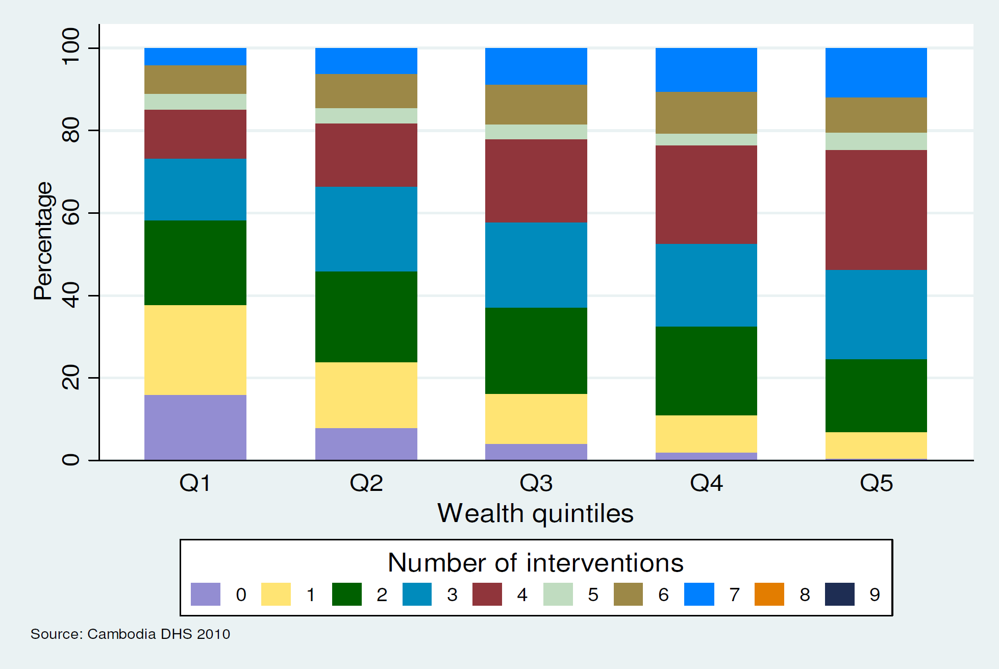 100
80
60
40
20
0
Percentage
Q1 Q2 Q3 Q4 Q5
Wealth quintiles
Number of interventions
0 1 2 3 4 5 6 7 8 9
Source: Cambodia DHS 2010